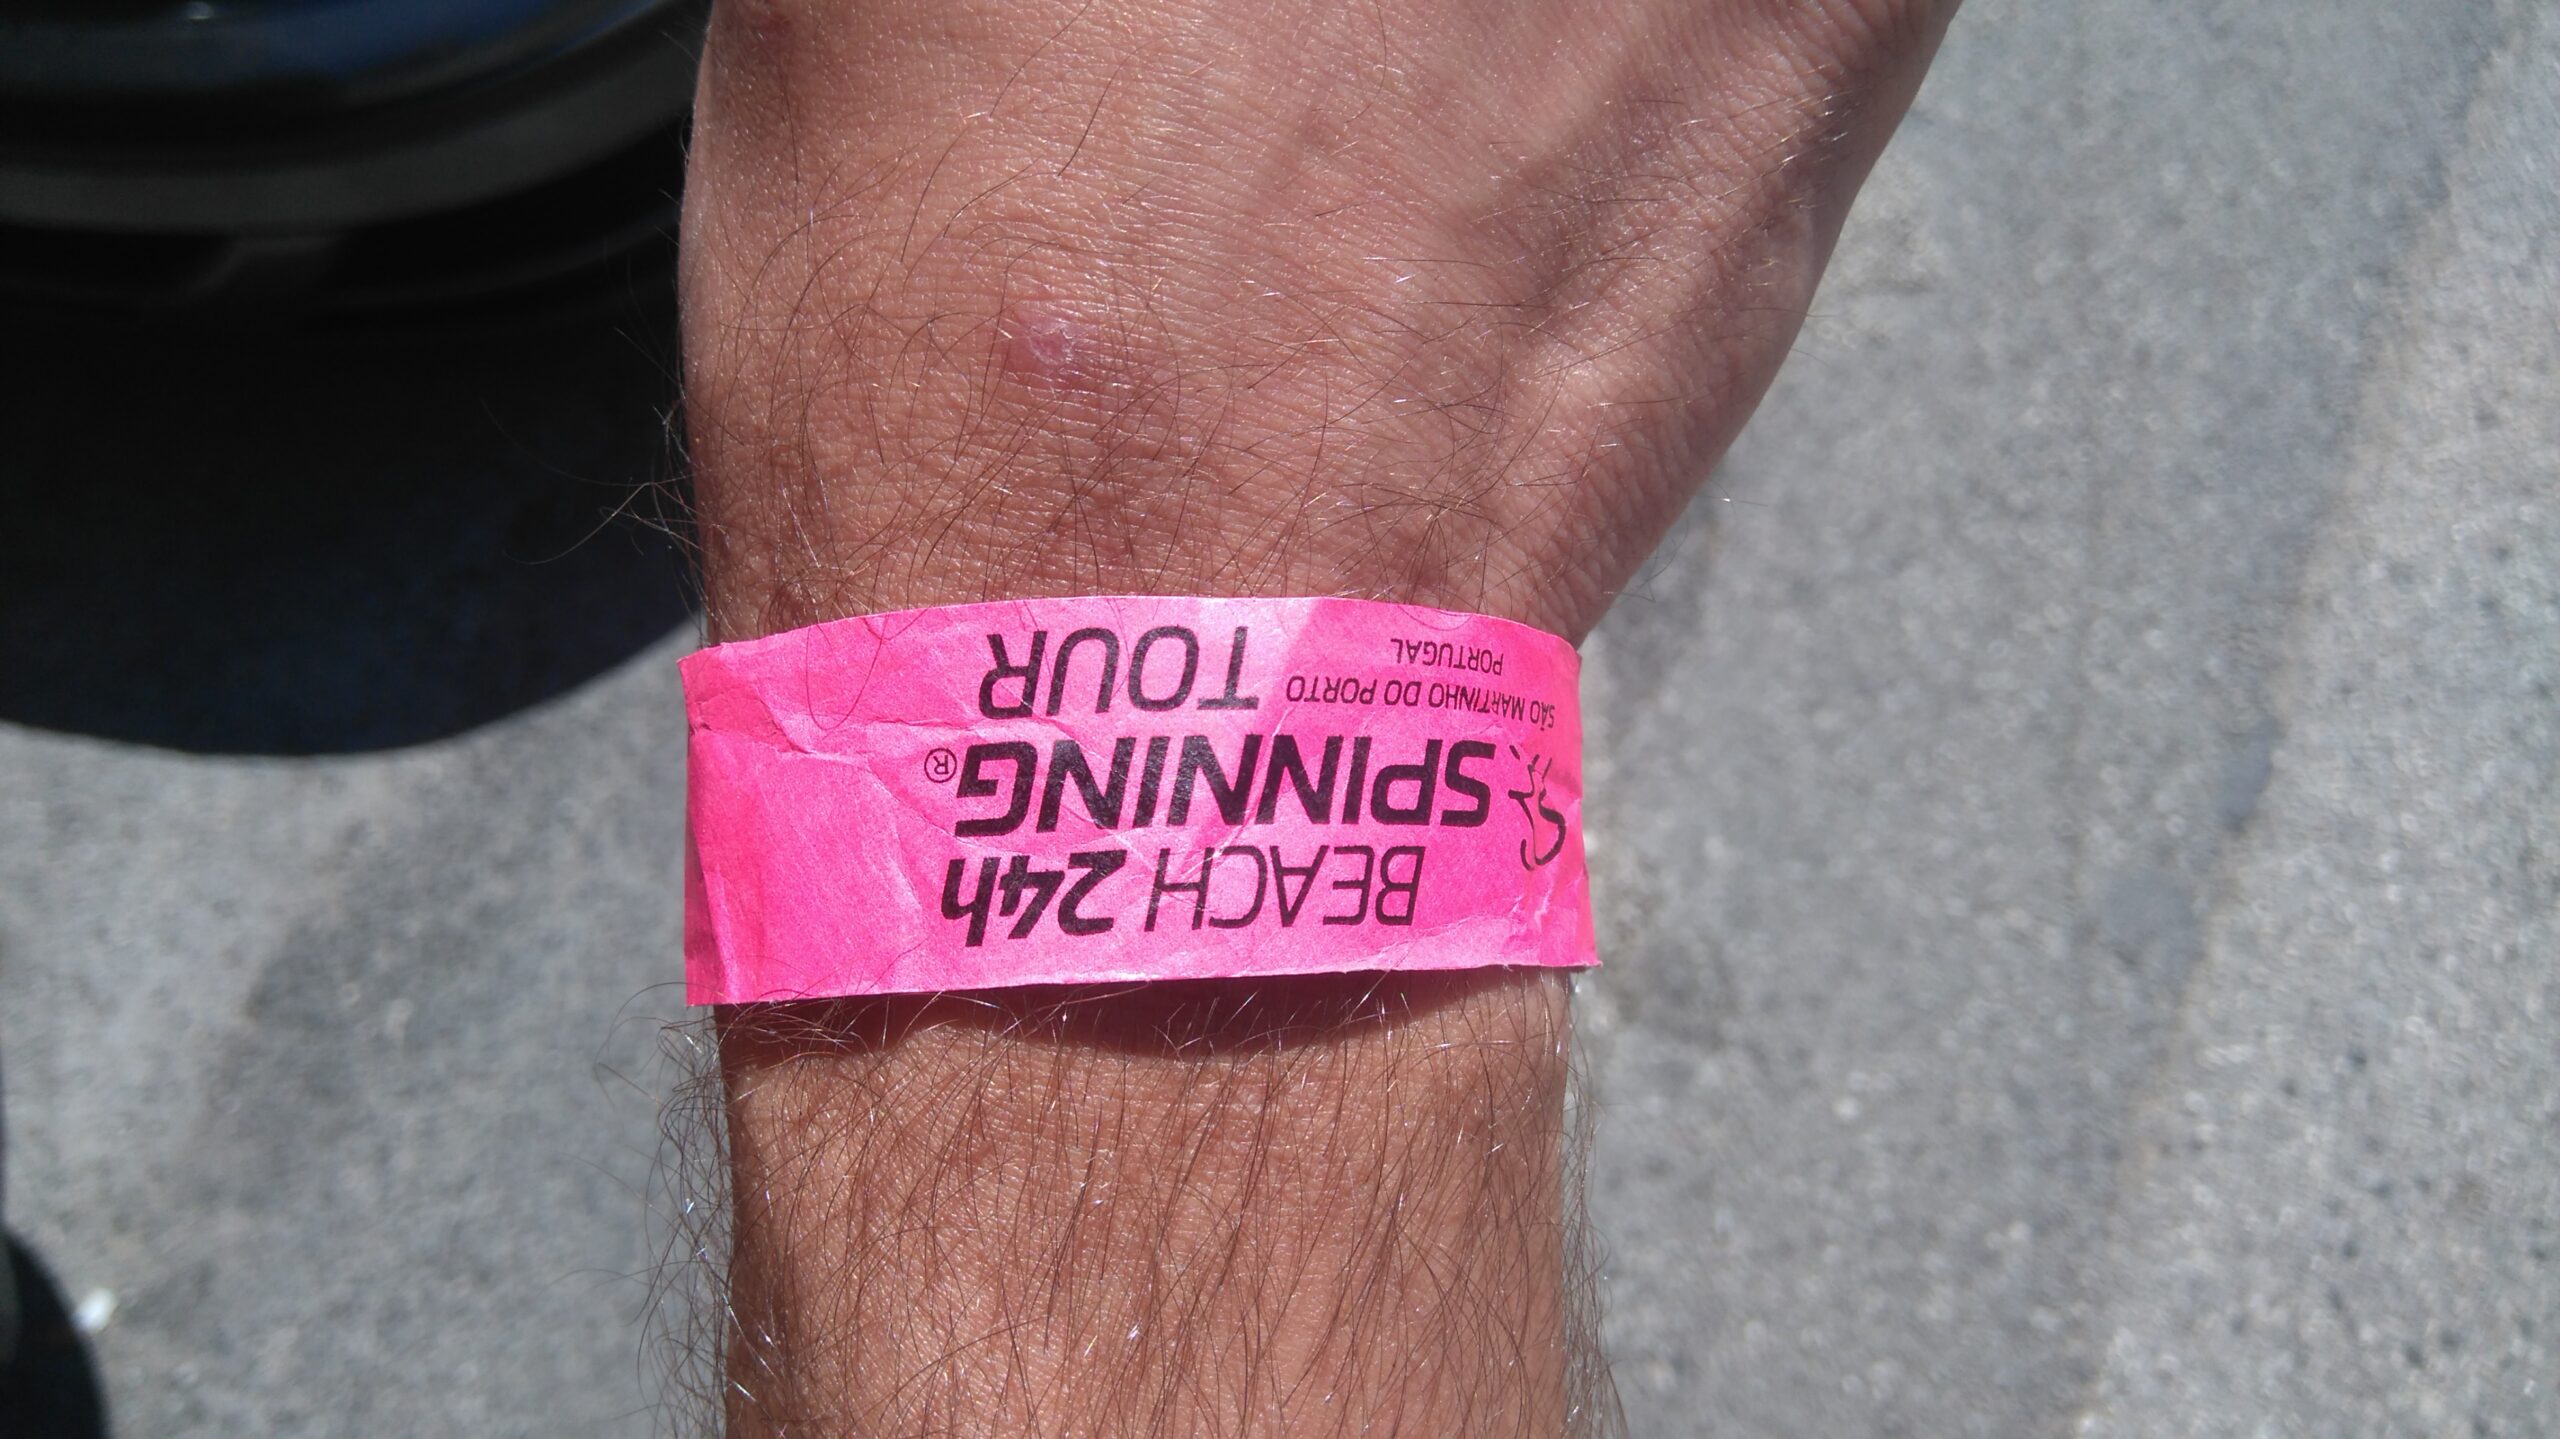 BEACH 24h
SPINNING®
TOUR
SÃO MARTINHO DO PORTO
PORTUGAL